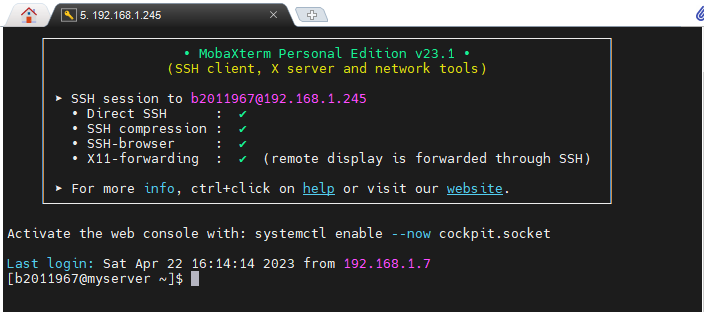 5. 192.168.1.245
• MobaXterm Personal Edition v23.1 •
(SSH client, X server and network tools)
➤ SSH session to b2011967@192.168.1.245
• Direct SSH : ✔
• SSH compression : ✔
• SSH-browser : ✔
• X11-forwarding : ✔ (remote display is forwarded through SSH)
➤ For more info, ctrl+click on help or visit our website.
Activate the web console with: systemctl enable --now cockpit.socket
Last login: Sat Apr 22 16:14:14 2023 from 192.168.1.7
[b2011967@myserver ~]$